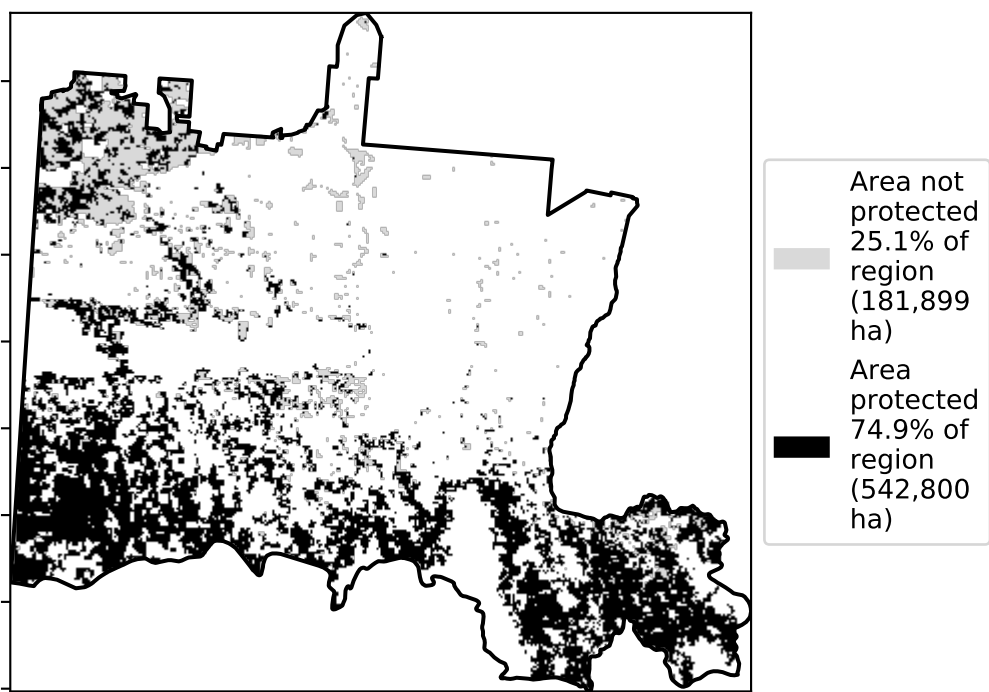 Area not
protected
25.1% of
region
(181,899
ha)
Area
protected
74.9% of
region
(542,800
ha)